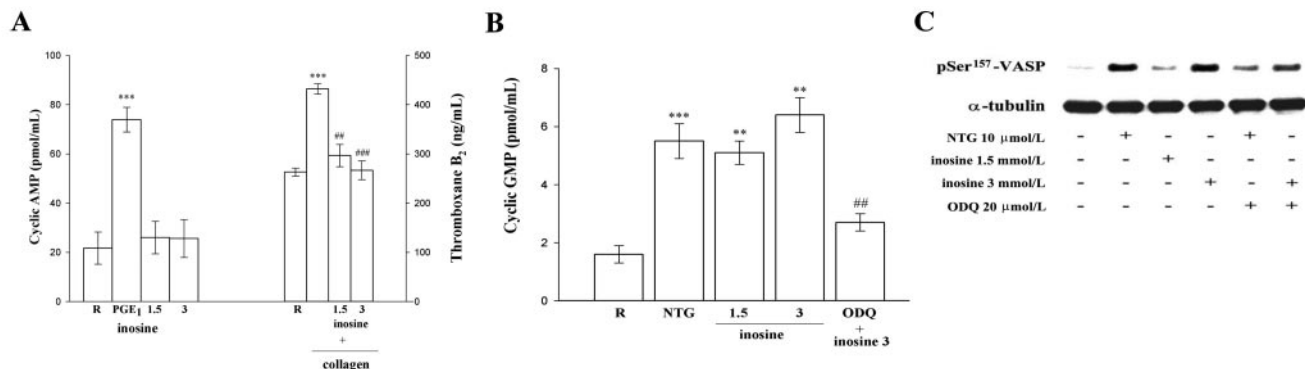 A
Cyclic AMP (pmol/mL)
100
80
60
40
20
0
***
R PGE1 1.5 3
inosine
***
##
###
R 1.5 3
inosine
+
collagen
500
400
300
200
100
0
Thromboxane B2 (ng/mL)
B
Cyclic GMP (pmol/mL)
8
6
4
2
0
***
**
**
##
R NTG 1.5 3 ODQ
+
inosine inosine 3
C
pSer157-VASP
α-tubulin
NTG 10 μmol/L - + - - + -
inosine 1.5 mmol/L - - + - - -
inosine 3 mmol/L - - - + - +
ODQ 20 μmol/L - - - - + +